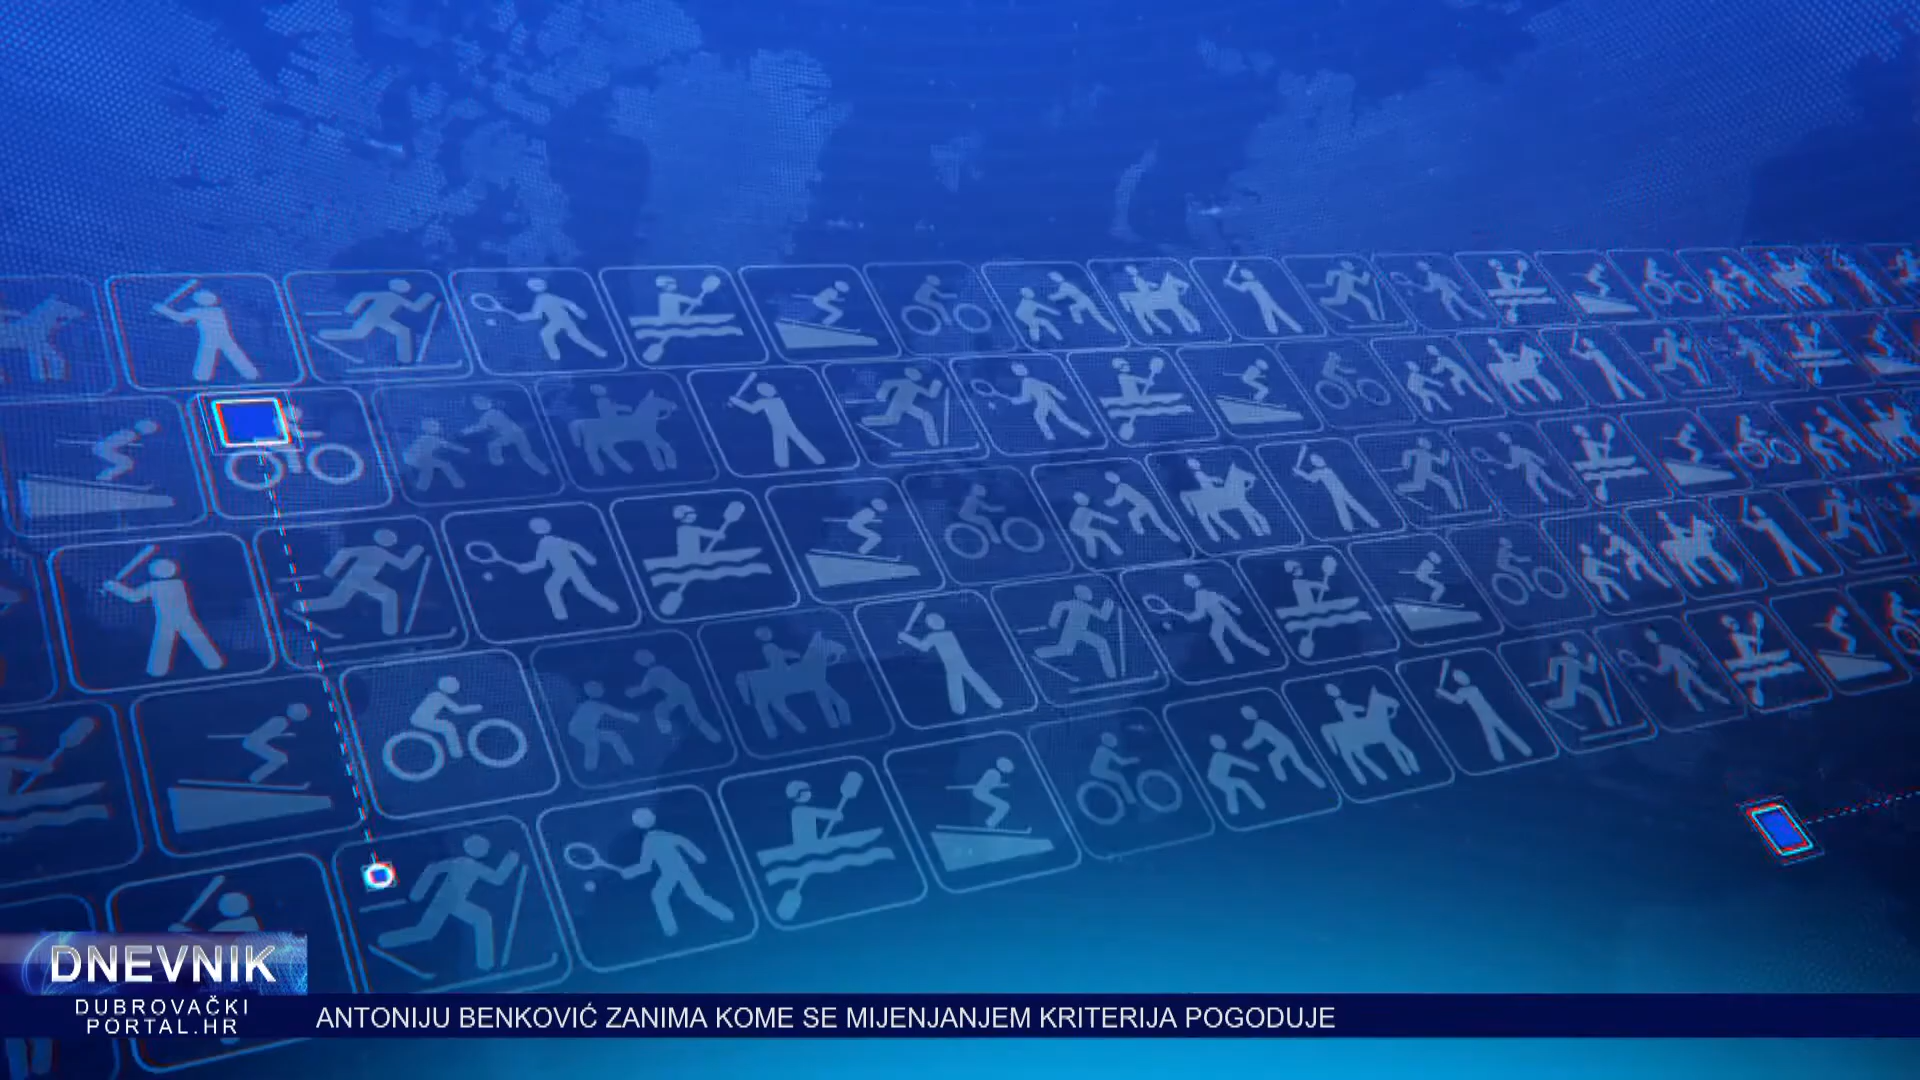 DNEVNIK
DUBROVAČKI
PORTAL.HR
ANTONIJU BENKOVIĆ ZANIMA KOME SE MIJENJANJEM KRITERIJA POGODUJE